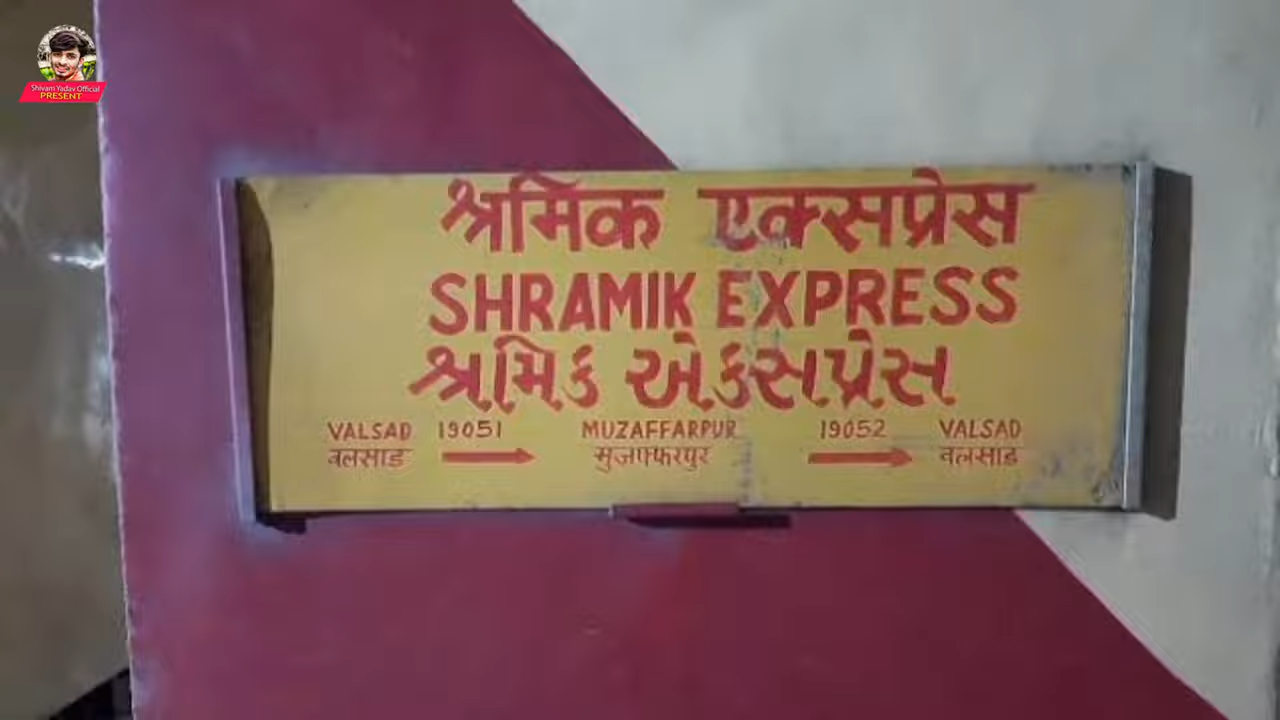 Shivam Yadav Official
PRESENT
श्रमिक एक्सप्रेस
SHRAMIK EXPRESS
શ્રમિક એક્સપ્રેસ
VALSAD 19051 MUZAFFARPUR 19052 VALSAD
वलसाड मुजफ्फरपुर वलसाड